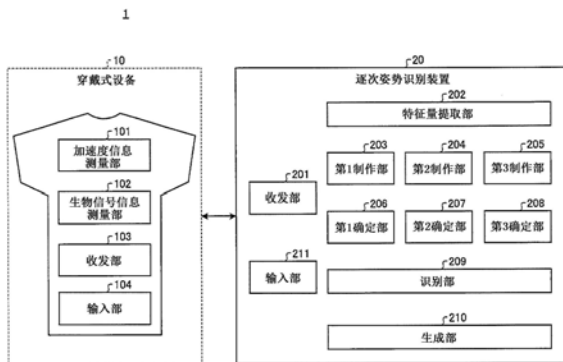 1
10
穿戴式设备
101
加速度信息
测量部
102
生物信号信息
测量部
103
收发部
104
输入部
20
逐次姿势识别装置
202
特征量提取部
203
204
205
第1制作部
第2制作部
第3制作部
201
收发部
206
207
208
第1确定部
第2确定部
第3确定部
211
输入部
209
识别部
210
生成部